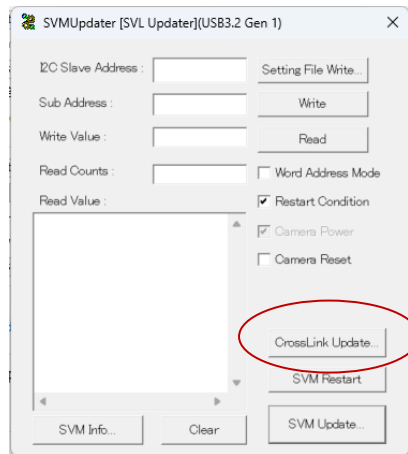 SVMUpdater [SVL Updater](USB3.2 Gen 1)
I2C Slave Address :
Setting File Write...
Sub Address :
Write
Write Value :
Read
Read Counts :
Word Address Mode
Read Value :
Restart Condition
Camera Power
Camera Reset
CrossLink Update...
SVM Restart
SVM Info...
Clear
SVM Update...